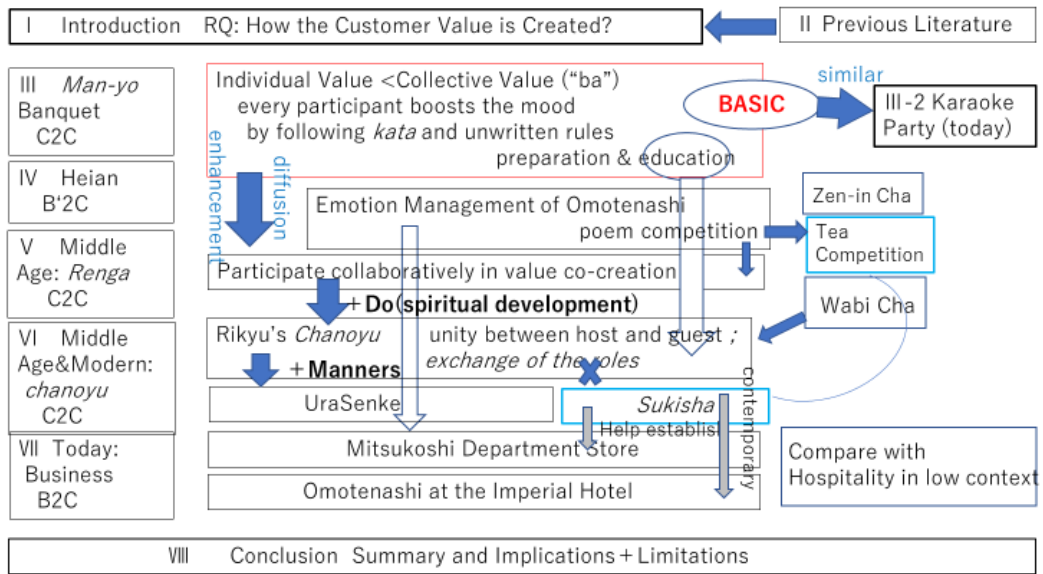 I Introduction RQ: How the Customer Value is Created?
II Previous Literature
III Man-yo
Banquet
C2C
Individual Value <Collective Value ("ba")
every participant boosts the mood
by following kata and unwritten rules
preparation & education
BASIC
similar
III-2 Karaoke
Party (today)
enhancement
diffusion
IV Heian
B'2C
Emotion Management of Omotenashi
poem competition
Zen-in Cha
Tea
Competition
V Middle
Age: Renga
C2C
Participate collaboratively in value co-creation
+Do(spiritual development)
Wabi Cha
VI Middle
Age&Modern:
chanoyu
C2C
Rikyu's Chanoyu unity between host and guest ;
exchange of the roles
+Manners
UraSenke
Sukisha
contemporary
Help establish
VII Today:
Business
B2C
Mitsukoshi Department Store
Omotenashi at the Imperial Hotel
Compare with
Hospitality in low context
VIII Conclusion Summary and Implications+Limitations